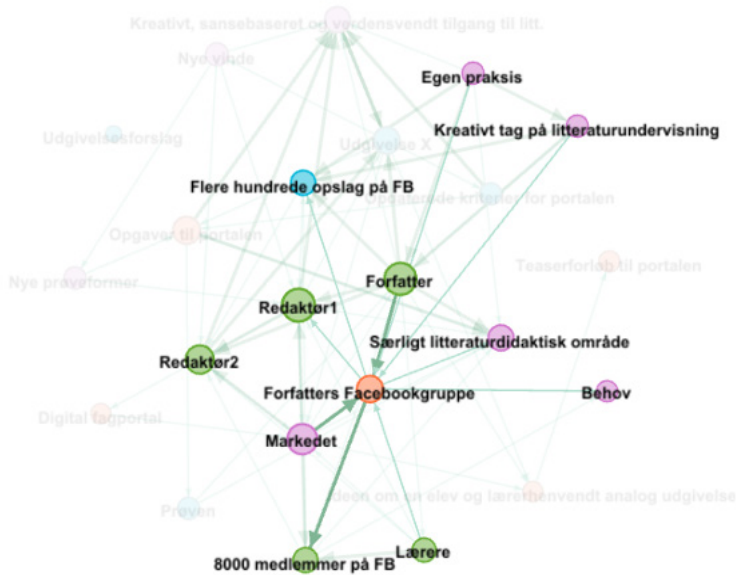 Kreativt, sansebaseret og verdensvendt tilgang til litt.
Nye vinde
Egen praksis
Kreativt tag på litteraturundervisning
Udgivelsesforslag
Udgivelse X
Flere hundrede opslag på FB
Opgaver til portalen
kriterier for portalen
Teaserforløb til portalen
Nye prøveformer
Forfatter
Redaktør1
Særligt litteraturdidaktisk område
Redaktør2
Forfatters Facebookgruppe
Behov
Digital fagportal
Markedet
Ideen om en elev og lærerhenvendt analog udgivelse
Prøven
8000 medlemmer på FB
Lærere